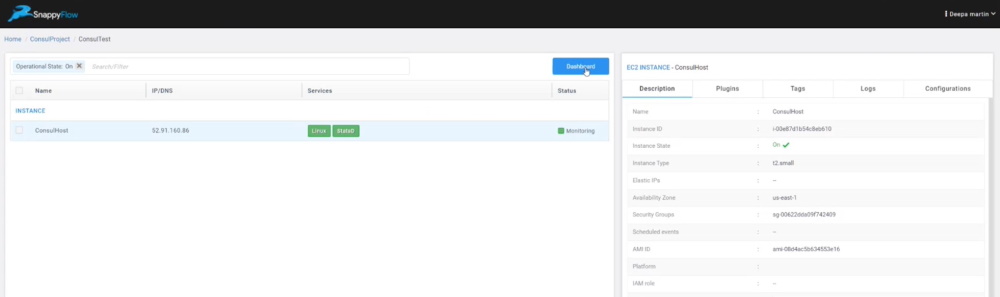 SnappyFlow
Deepa martin
Home / ConsulProject / ConsulTest
Operational State: On Search/Filter Dashboard
Name IP/DNS Services Status
INSTANCE
ConsulHost 52.91.160.86 Linux StatsD Monitoring
EC2 INSTANCE - ConsulHost
Description Plugins Tags Logs Configurations
Name : ConsulHost
Instance ID : i-00e87d1b54c8eb610
Instance State : On
Instance Type : t2.small
Elastic IPs : --
Availability Zone : us-east-1
Security Groups : sg-00622dda09f742409
Scheduled events : --
AMI ID : ami-08d4ac5b634553e16
Platform :
IAM role : --